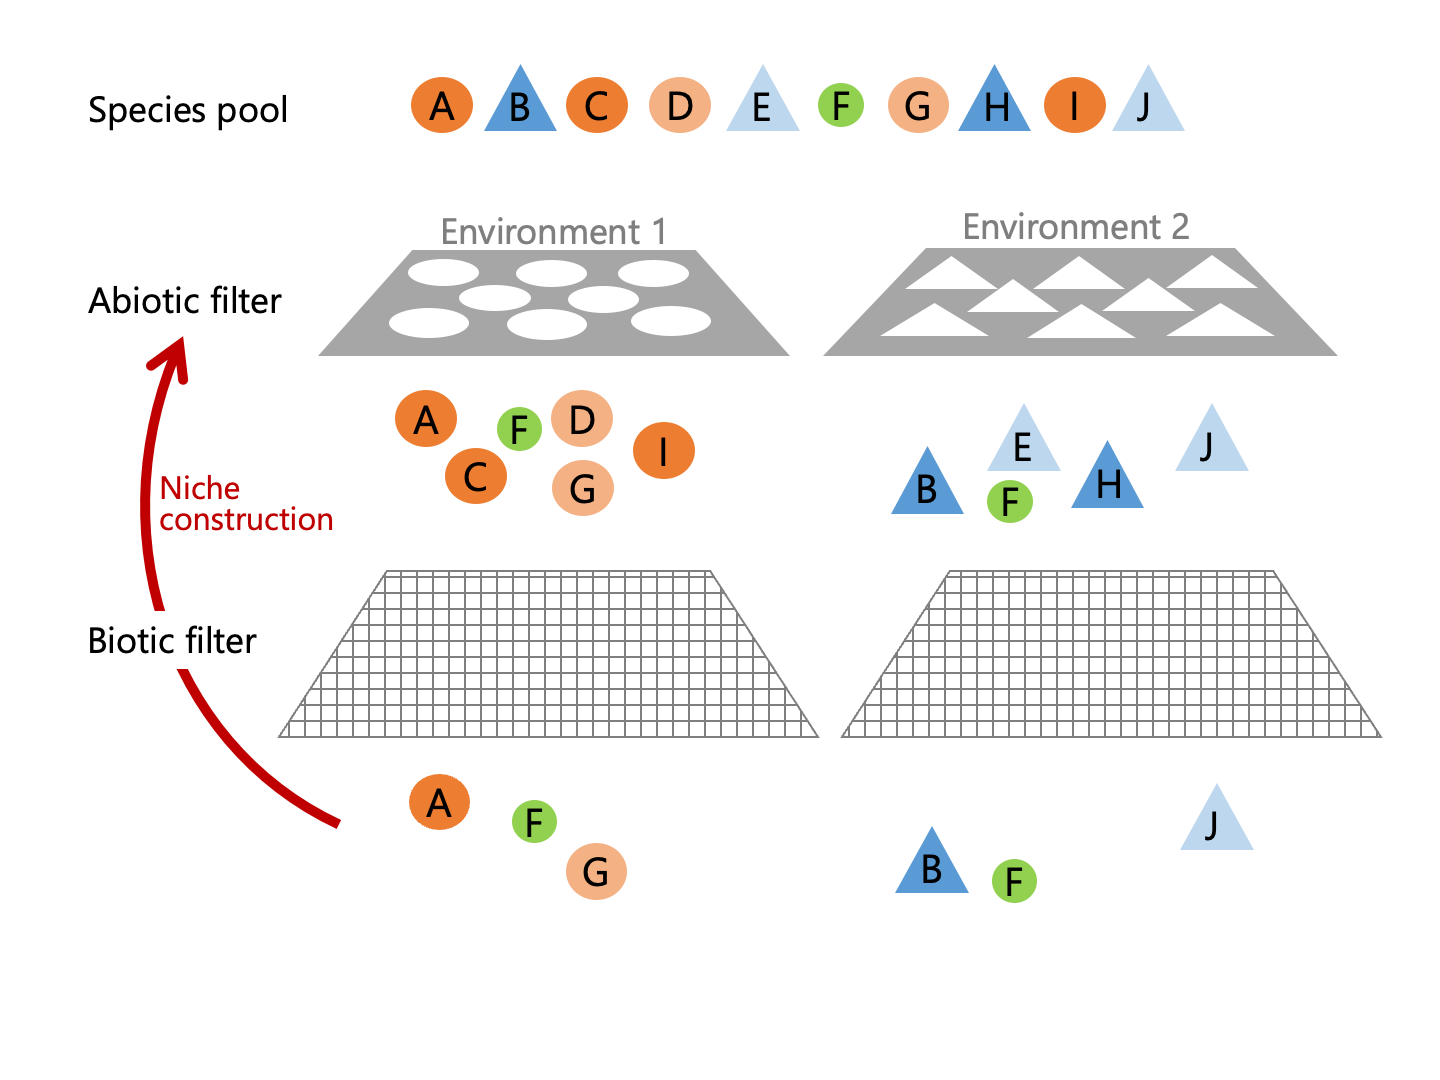 Species pool
A B C D E F G H I J
Environment 1
Environment 2
Abiotic filter
A F D I C G
E J B F H
Niche
construction
Biotic filter
A F G
J B F